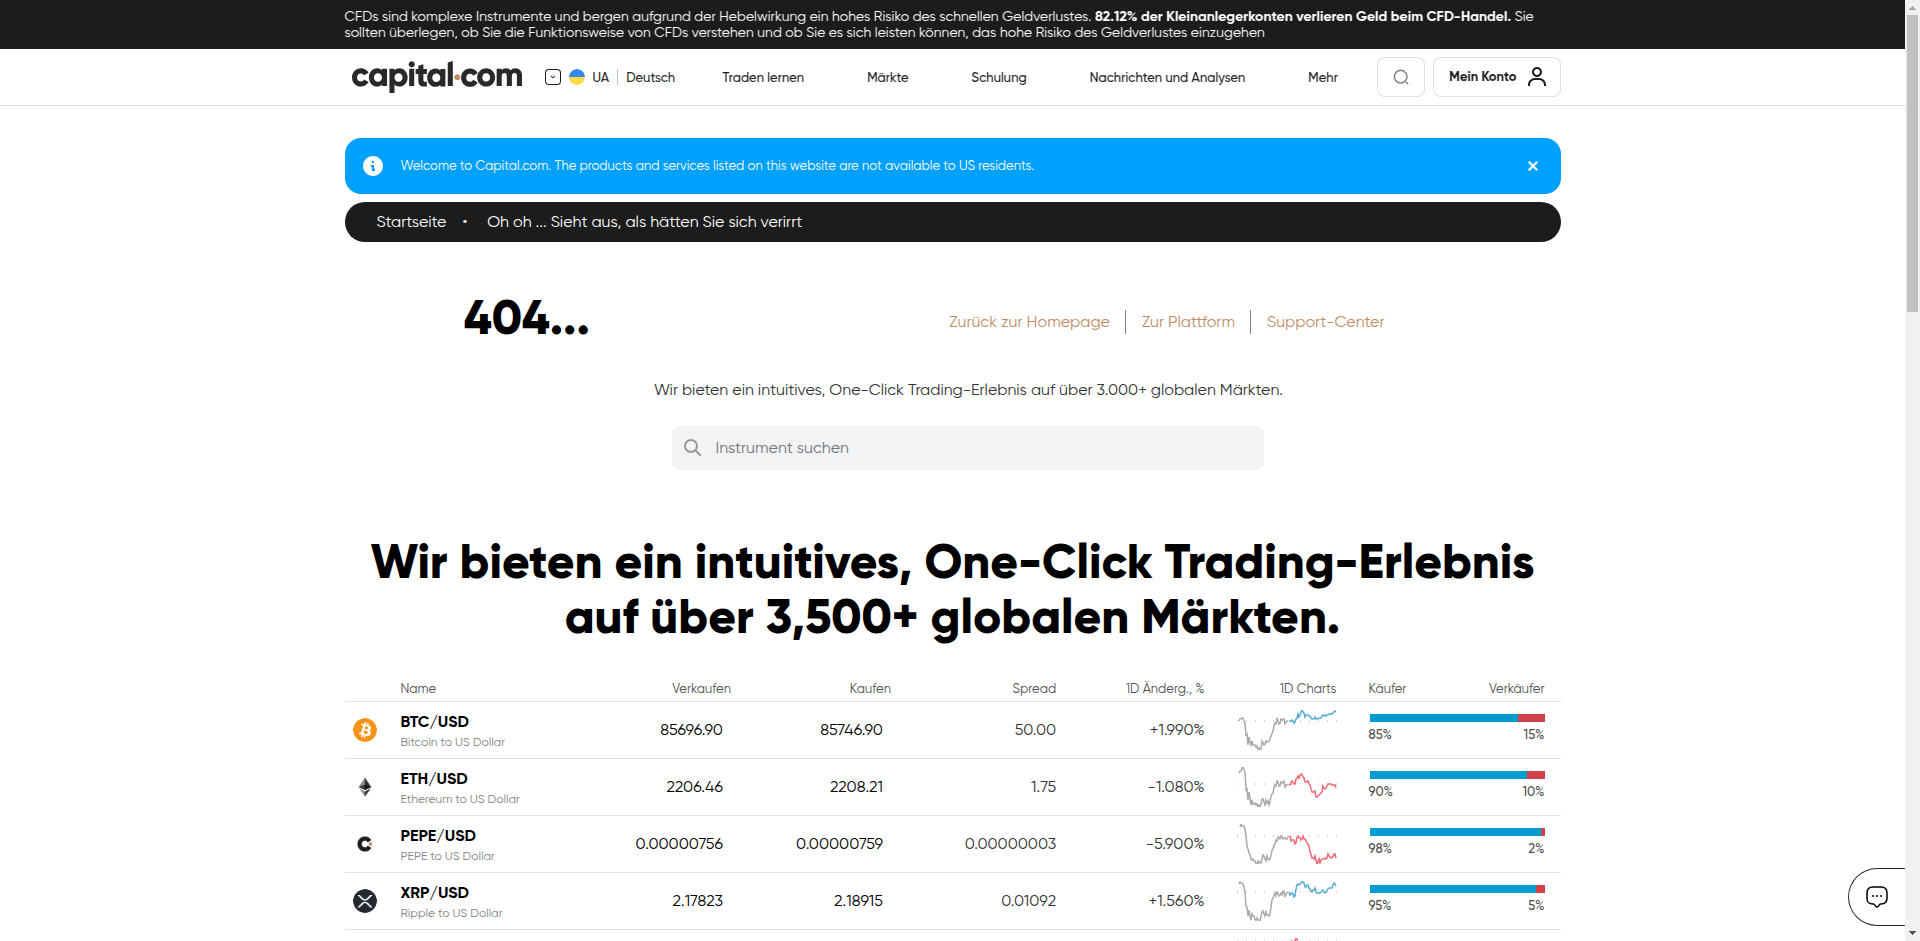 CFDs sind komplexe Instrumente und bergen aufgrund der Hebelwirkung ein hohes Risiko des schnellen Geldverlustes. 82.12% der Kleinanlegerkonten verlieren Geld beim CFD-Handel. Sie
sollten überlegen, ob Sie die Funktionsweise von CFDs verstehen und ob Sie es sich leisten können, das hohe Risiko des Geldverlustes einzugehen
capital.com UA Deutsch Traden lernen Märkte Schulung Nachrichten und Analysen Mehr Mein Konto
Welcome to Capital.com. The products and services listed on this website are not available to US residents.
Startseite • Oh oh ... Sieht aus, als hätten Sie sich verirrt
404...
Zurück zur Homepage Zur Plattform Support-Center
Wir bieten ein intuitives, One-Click Trading-Erlebnis auf über 3.000+ globalen Märkten.
Instrument suchen
Wir bieten ein intuitives, One-Click Trading-Erlebnis
auf über 3,500+ globalen Märkten.
Name Verkaufen Kaufen Spread 1D Änderg., % 1D Charts Käufer Verkäufer
BTC/USD 85696.90 85746.90 50.00 +1.990% 85% 15%
Bitcoin to US Dollar
ETH/USD 2206.46 2208.21 1.75 -1.080% 90% 10%
Ethereum to US Dollar
PEPE/USD 0.00000756 0.00000759 0.00000003 -5.900% 98% 2%
PEPE to US Dollar
XRP/USD 2.17823 2.18915 0.01092 +1.560% 95% 5%
Ripple to US Dollar